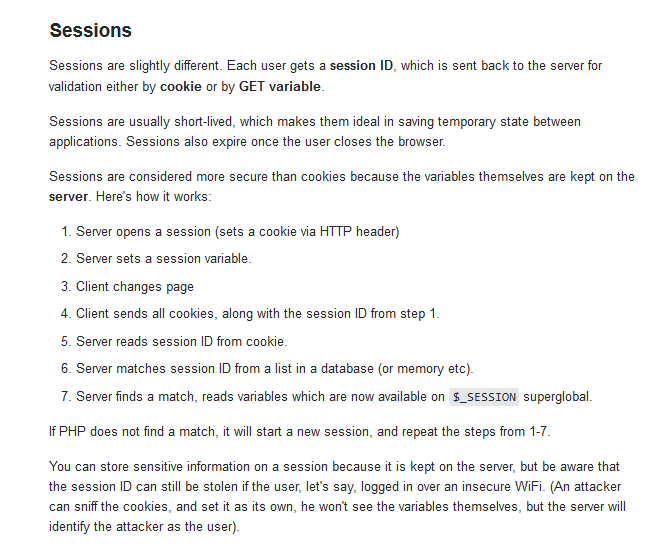 Sessions
Sessions are slightly different. Each user gets a session ID, which is sent back to the server for
validation either by cookie or by GET variable.
Sessions are usually short-lived, which makes them ideal in saving temporary state between
applications. Sessions also expire once the user closes the browser.
Sessions are considered more secure than cookies because the variables themselves are kept on the
server. Here's how it works:
1. Server opens a session (sets a cookie via HTTP header)
2. Server sets a session variable.
3. Client changes page
4. Client sends all cookies, along with the session ID from step 1.
5. Server reads session ID from cookie.
6. Server matches session ID from a list in a database (or memory etc).
7. Server finds a match, reads variables which are now available on $_SESSION superglobal.
If PHP does not find a match, it will start a new session, and repeat the steps from 1-7.
You can store sensitive information on a session because it is kept on the server, but be aware that
the session ID can still be stolen if the user, let's say, logged in over an insecure WiFi. (An attacker
can sniff the cookies, and set it as its own, he won't see the variables themselves, but the server will
identify the attacker as the user).